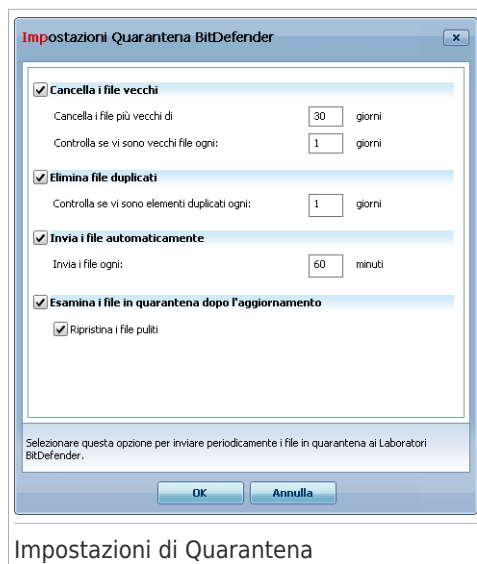 Impostazioni Quarantena BitDefender
Cancella i file vecchi
Cancella i file più vecchi di 30 giorni
Controlla se vi sono vecchi file ogni: 1 giorni
Elimina file duplicati
Controlla se vi sono elementi duplicati ogni: 1 giorni
Invia i file automaticamente
Invia i file ogni: 60 minuti
Esamina i file in quarantena dopo l'aggiornamento
Ripristina i file puliti
Selezionare questa opzione per inviare periodicamente i file in quarantena ai Laboratori
BitDefender.
OK Annulla
Impostazioni di Quarantena